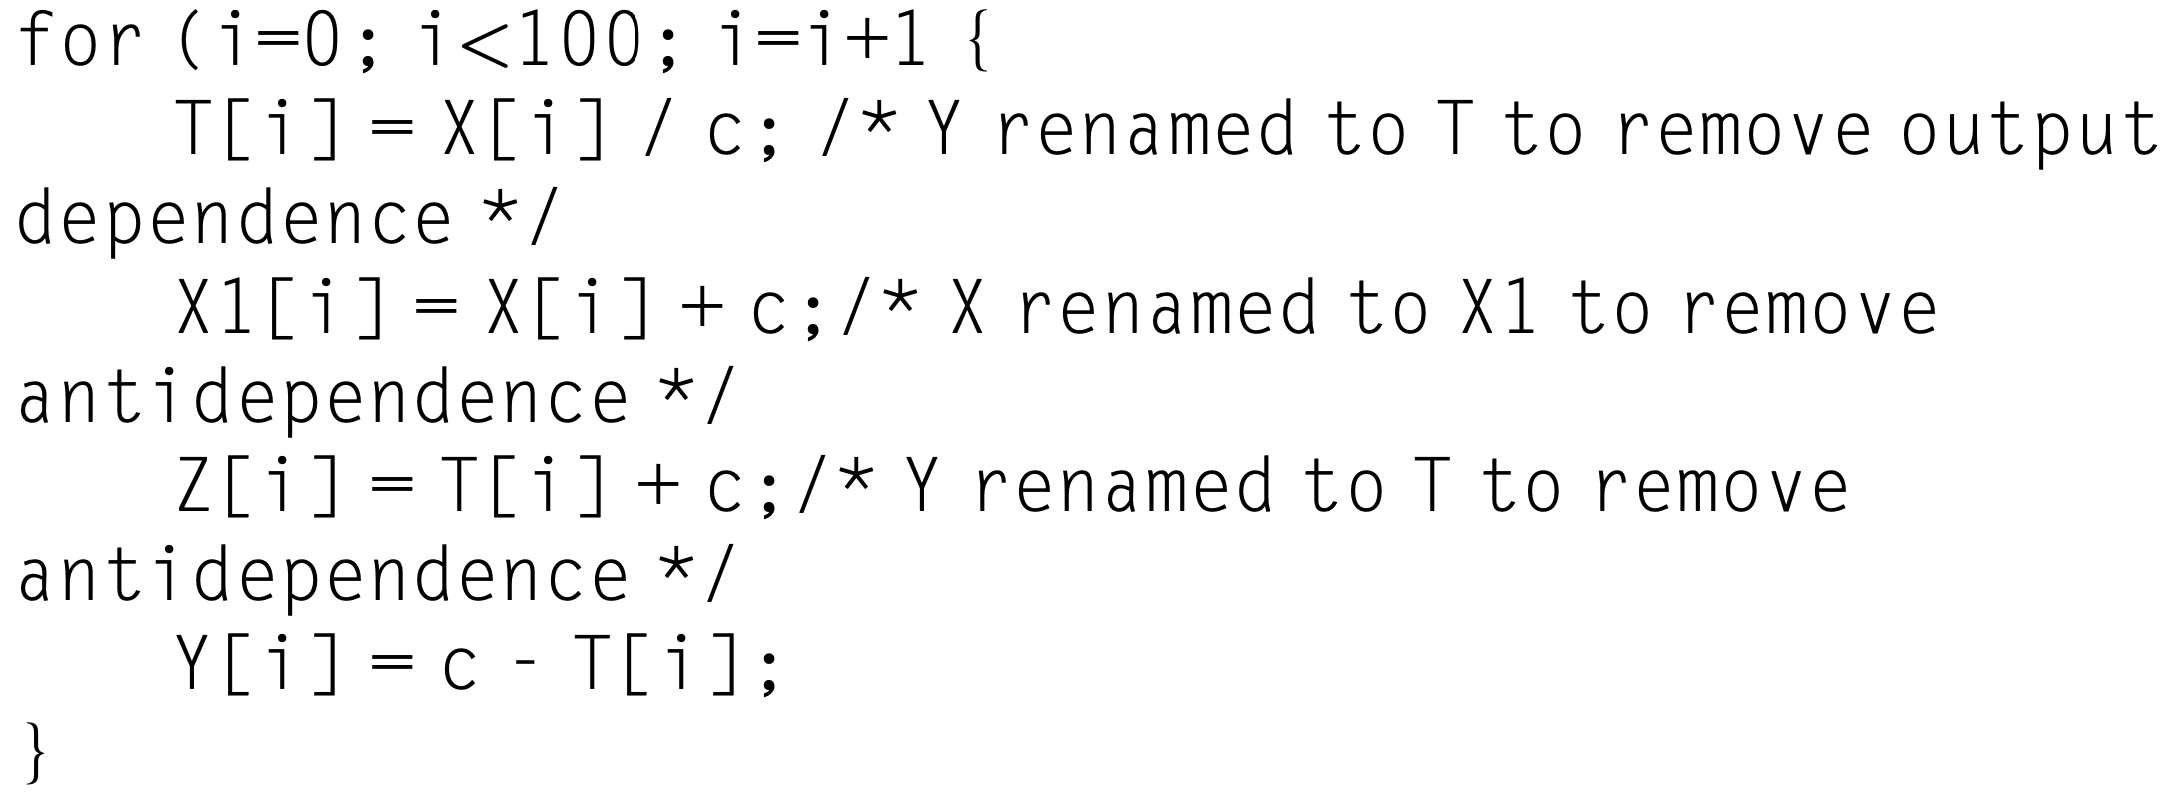 for (i=0; i<100; i=i+1 {
    T[i] = X[i] / c; /* Y renamed to T to remove output
dependence */
    X1[i] = X[i] + c;/* X renamed to X1 to remove
antidependence */
    Z[i] = T[i] + c;/* Y renamed to T to remove
antidependence */
    Y[i] = c - T[i];
}